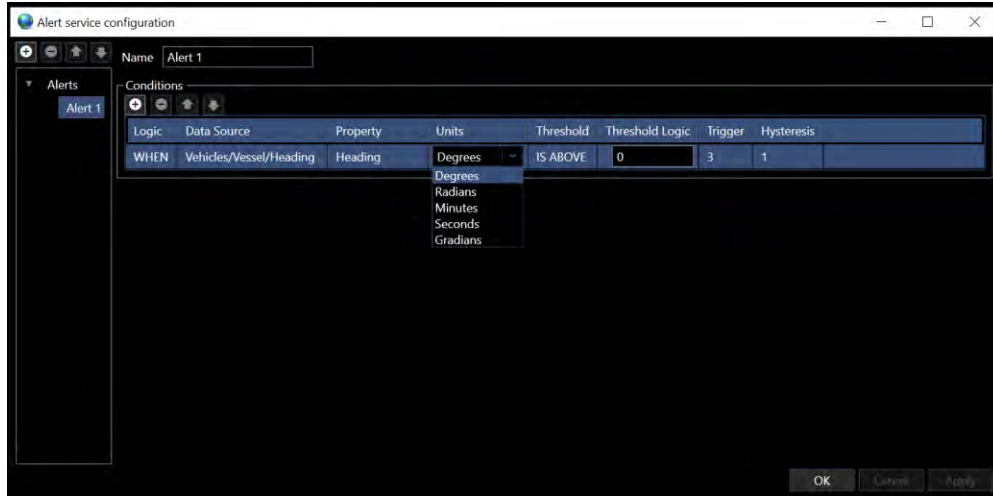 Alert service configuration
Name Alert 1
Alerts
Alert 1
Conditions
Logic Data Source Property Units Threshold Threshold Logic Trigger Hysteresis
WHEN Vehicles/Vessel/Heading Heading Degrees IS ABOVE 0 3 1
Degrees
Radians
Minutes
Seconds
Gradians
OK Cancel Apply